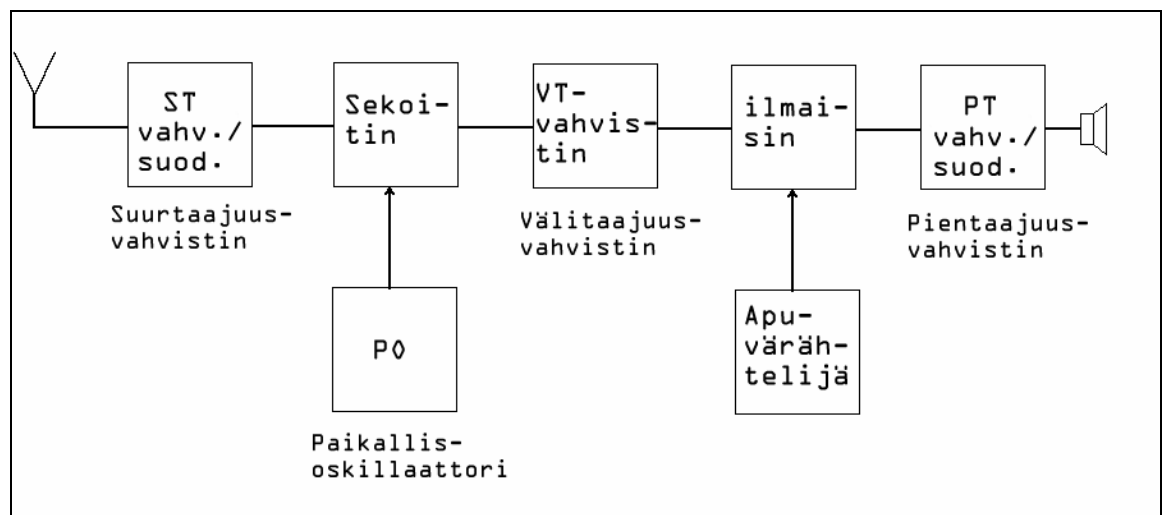 ST
vahv./
suod.
Suurtaajuus-
vahvistin
Sekoi-
tin
VT-
vahvis-
tin
Välitaajuus-
vahvistin
ilmai-
sin
PT
vahv./
suod.
Pientaajuus-
vahvistin
PO
Paikallis-
oskillaattori
Apu-
väräh-
telijä